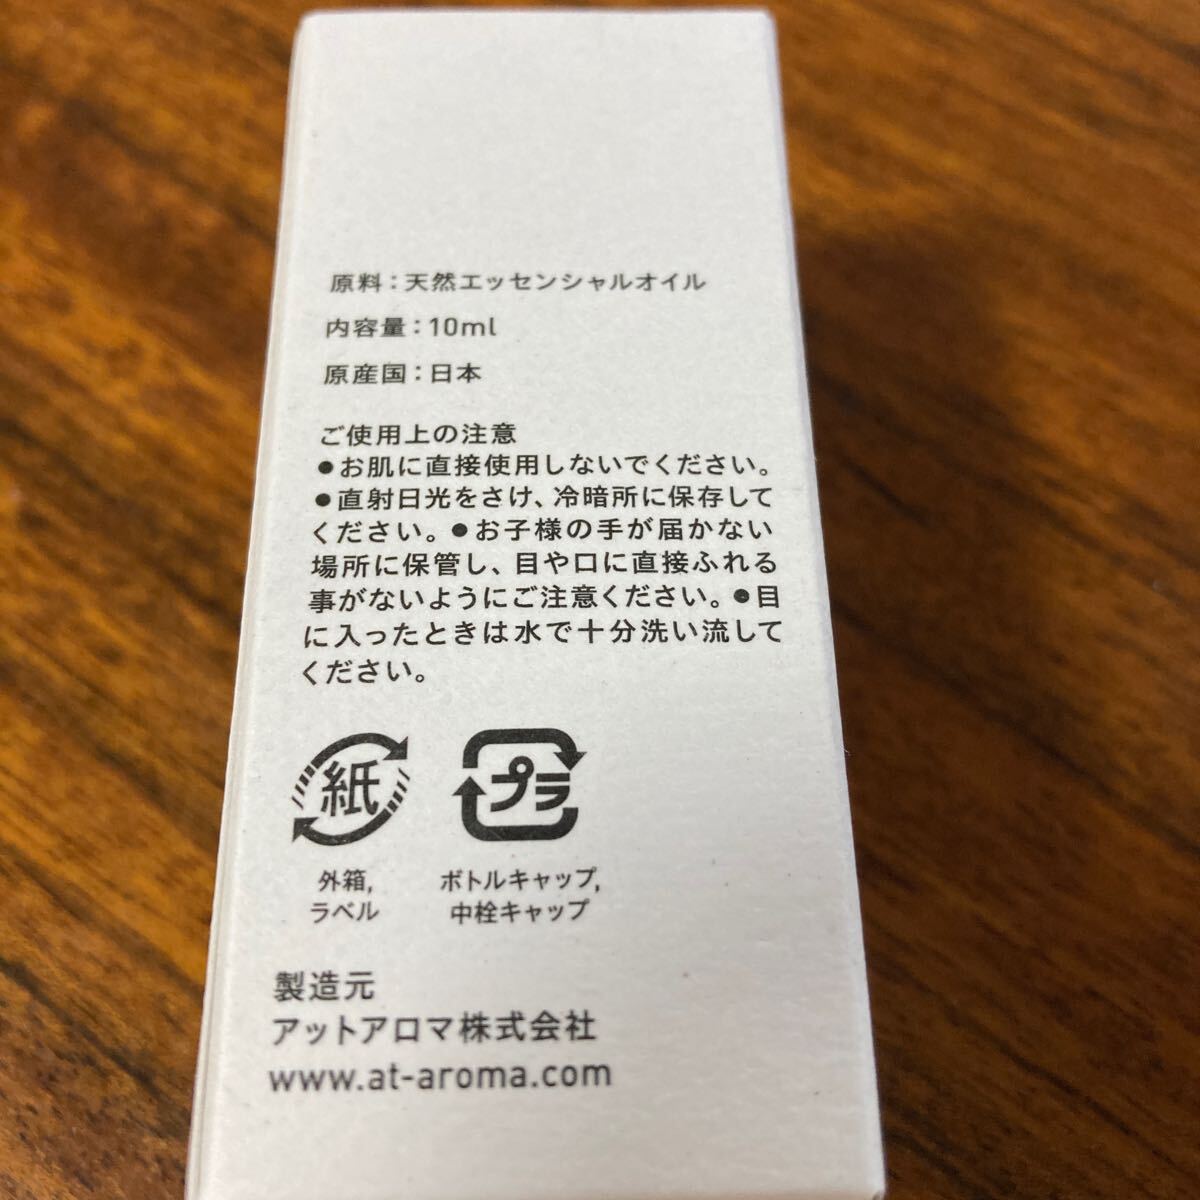 原料：天然エッセンシャルオイル
内容量：10ml
原産国：日本
ご使用上の注意
●お肌に直接使用しないでください。
●直射日光をさけ、冷暗所に保存して
ください。●お子様の手が届かない
場所に保管し、目や口に直接ふれる
事がないようにご注意ください。●目
に入ったときは水で十分洗い流して
ください。
紙
プラ
外箱,
ラベル
ボトルキャップ,
中栓キャップ
製造元
アットアロマ株式会社
www.at-aroma.com